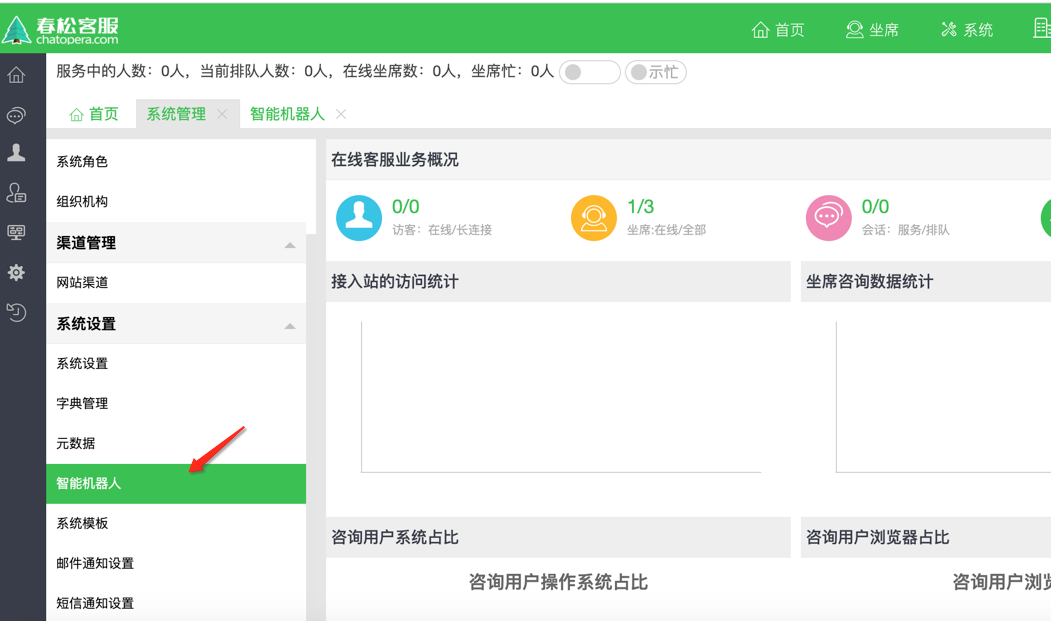 春松客服
chatopera.com
首页
坐席
系统
服务中的人数：0人，当前排队人数：0人，在线坐席数：0人，坐席忙：0人
示忙
首页
系统管理
智能机器人
系统角色
组织机构
渠道管理
网站渠道
系统设置
系统设置
字典管理
元数据
智能机器人
系统模板
邮件通知设置
短信通知设置
在线客服业务概况
0/0
访客：在线/长连接
1/3
坐席:在线/全部
0/0
会话：服务/排队
接入站的访问统计
坐席咨询数据统计
咨询用户系统占比
咨询用户浏览器占比
咨询用户操作系统占比
咨询用户浏览